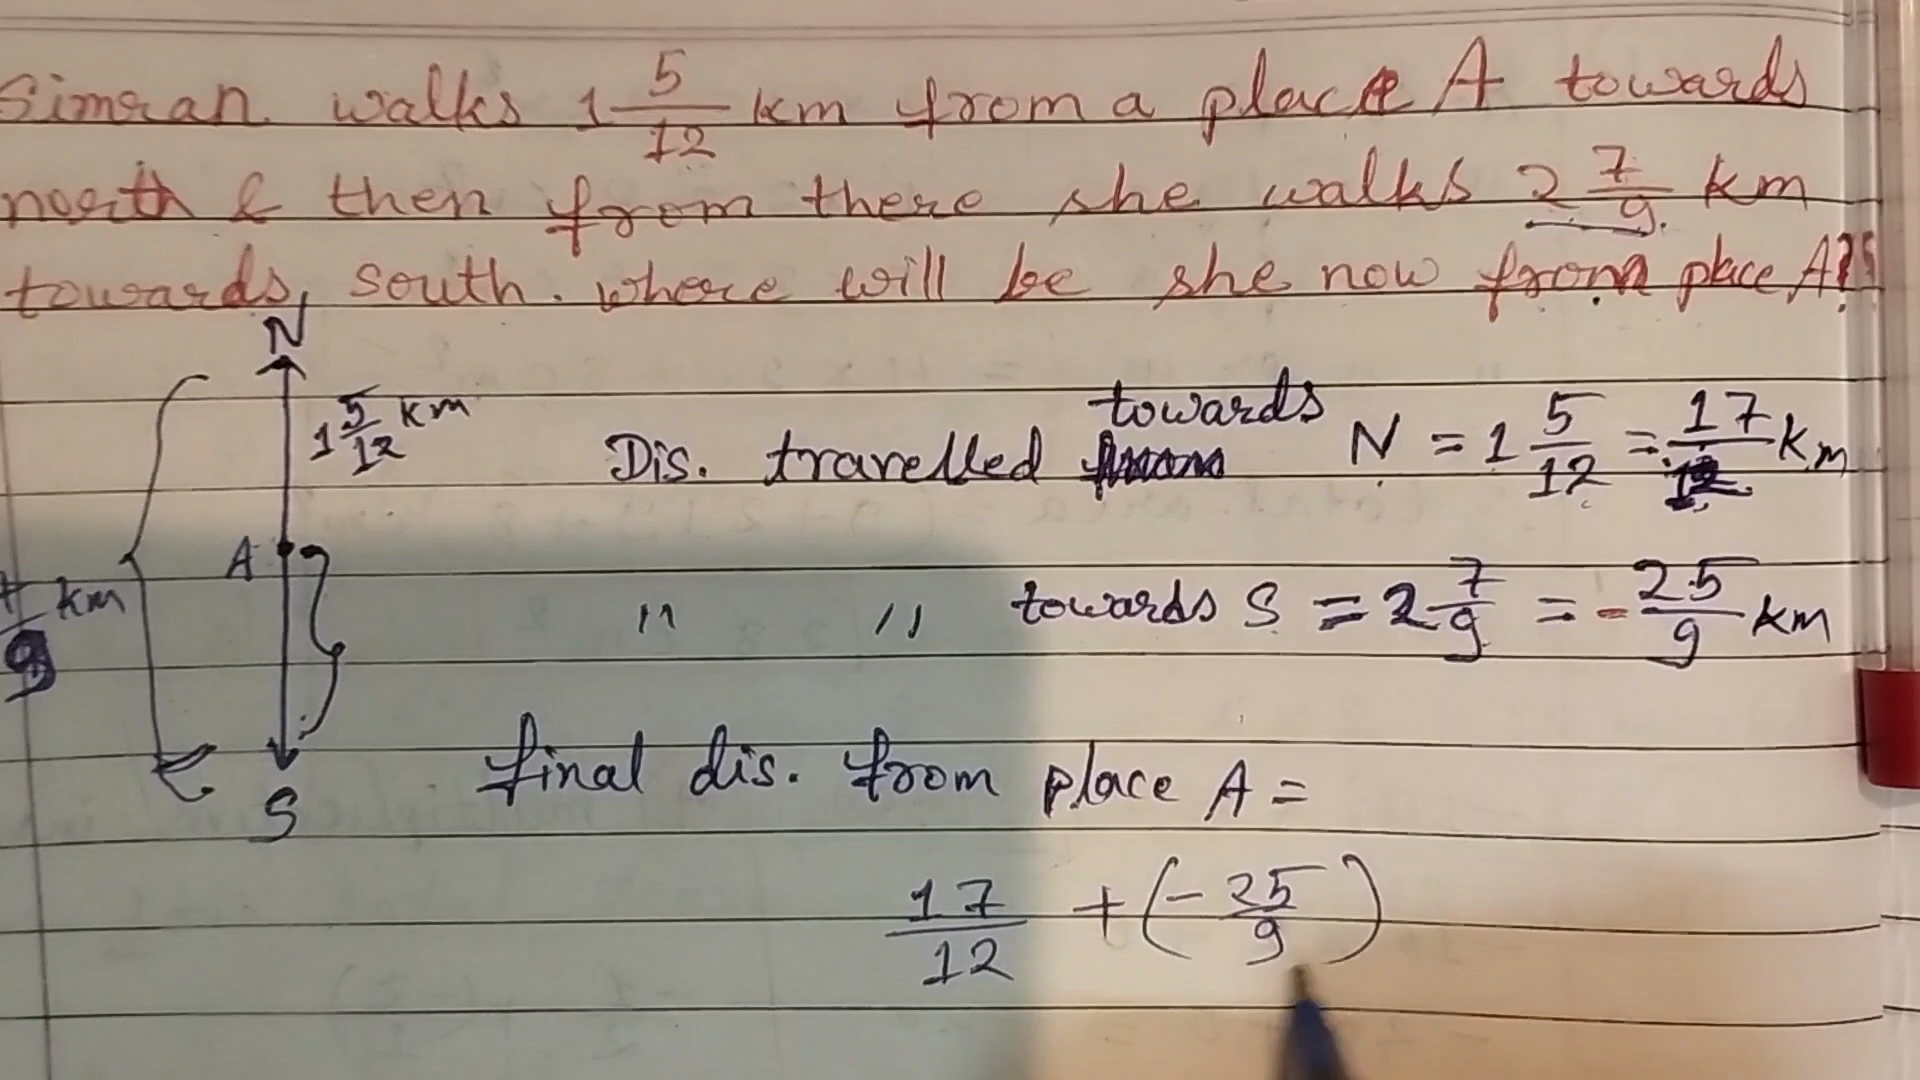 Simran walks 1 5/12 km from a place A towards
north & then from there she walks 2 7/9 km
towards south. where will be she now from place A?
N
1 5/12 km
Dis. travelled towards N = 1 5/12 = 17/12 km
A
7/9 km
" " towards S = 2 7/9 = - 25/9 km
S
final dis. from place A =
17/12 + (- 25/9)